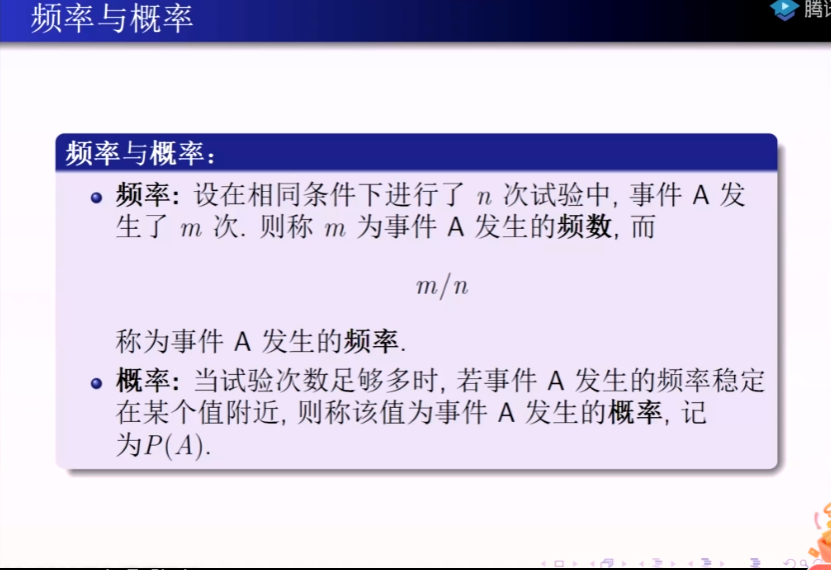 频率与概率
腾讯
频率与概率:
频率: 设在相同条件下进行了 n 次试验中, 事件 A 发
生了 m 次. 则称 m 为事件 A 发生的频数, 而
m/n
称为事件 A 发生的频率.
概率: 当试验次数足够多时, 若事件 A 发生的频率稳定
在某个值附近, 则称该值为事件 A 发生的概率, 记
为P(A).